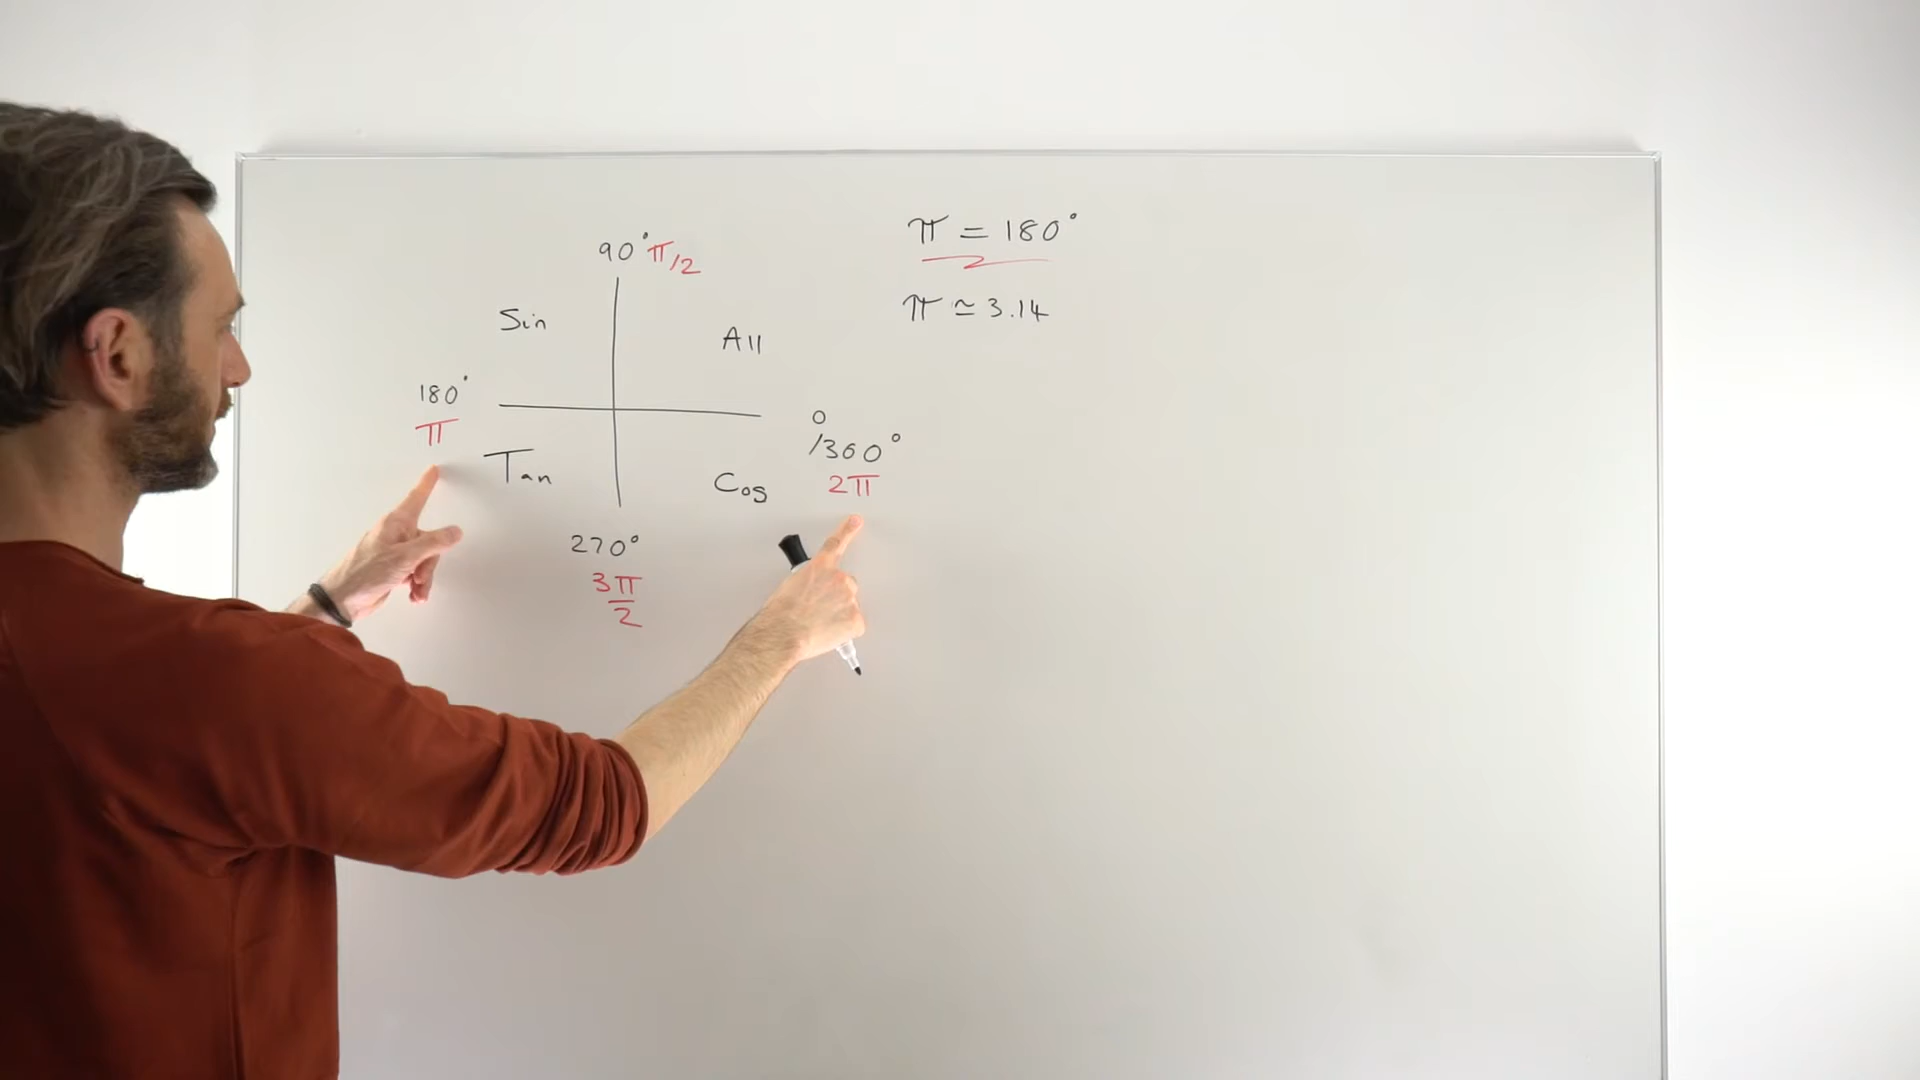 90° π/2
Sin
All
180°
π
0
/360°
2π
Tan
Cos
270°
3π
2
π = 180°
π ≃ 3.14